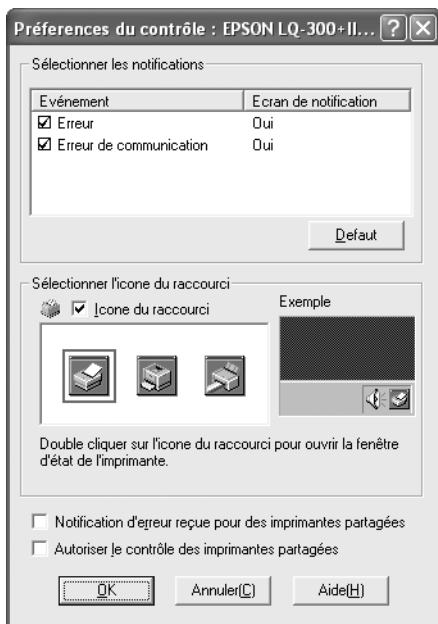 Préferences du contrôle : EPSON LQ-300+II...
Sélectionner les notifications
Evénement Ecran de notification
Erreur Oui
Erreur de communication Oui
Defaut
Sélectionner l'icone du raccourci
Icone du raccourci
Exemple
Double cliquer sur l'icone du raccourci pour ouvrir la fenêtre
d'état de l'imprimante.
Notification d'erreur reçue pour des imprimantes partagées
Autoriser le contrôle des imprimantes partagées
OK Annuler(C) Aide(H)